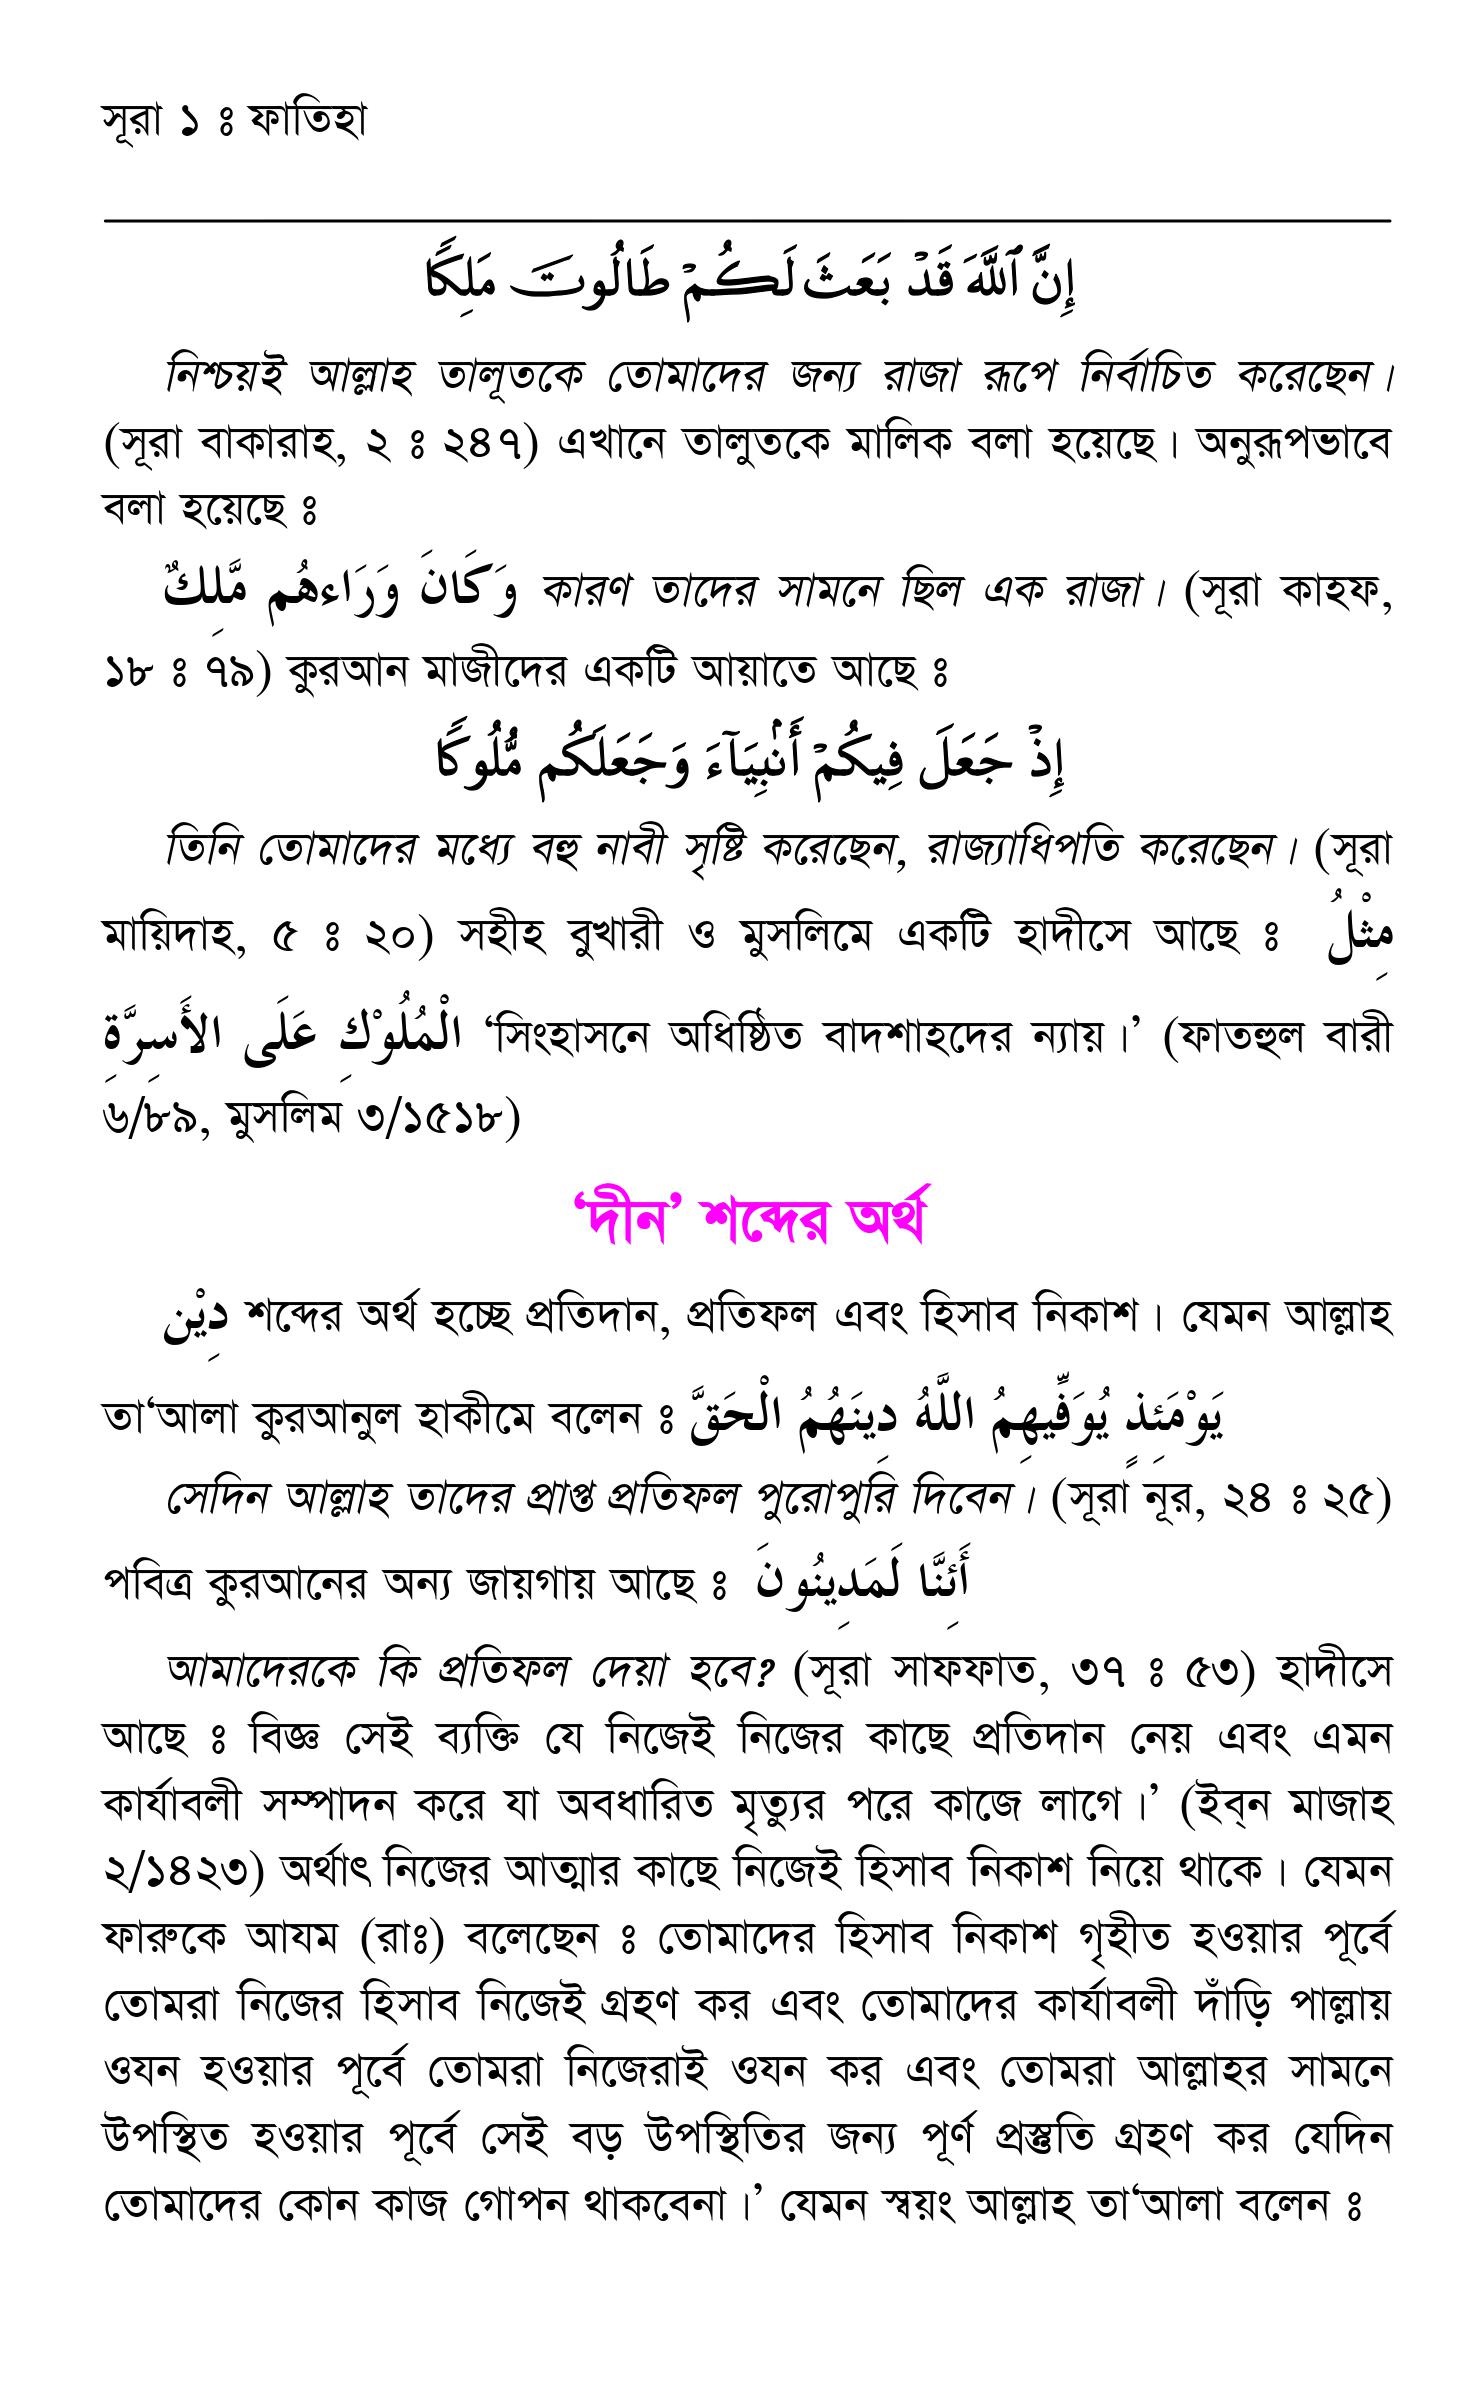 সূরা ১ ঃ ফাতিহা
إِنَّ ٱللَّهَ قَدْ بَعَثَ لَكُمْ طَالُوتَ مَلِكًا
নিশ্চয়ই আল্লাহ তালূতকে তোমাদের জন্য রাজা রূপে নির্বাচিত করেছেন।
(সূরা বাকারাহ, ২ ঃ ২৪৭) এখানে তালুতকে মালিক বলা হয়েছে। অনুরূপভাবে
বলা হয়েছে ঃ
وَكَانَ وَرَاءهُم مَّلِكٌ কারণ তাদের সামনে ছিল এক রাজা। (সূরা কাহফ,
১৮ ঃ ৭৯) কুরআন মাজীদের একটি আয়াতে আছে ঃ
إِذْ جَعَلَ فِيكُمْ أَنۢبِيَآءَ وَجَعَلَكُم مُّلُوكًا
তিনি তোমাদের মধ্যে বহু নাবী সৃষ্টি করেছেন, রাজ্যাধিপতি করেছেন। (সূরা
মায়িদাহ, ৫ ঃ ২০) সহীহ বুখারী ও মুসলিমে একটি হাদীসে আছে ঃ مِثْلُ
الْمُلُوْكِ عَلَى الأَسِرَّةِ ‘সিংহাসনে অধিষ্ঠিত বাদশাহদের ন্যায়।’ (ফাতহুল বারী
৬/৮৯, মুসলিম ৩/১৫১৮)
‘দীন’ শব্দের অর্থ
دِيْن শব্দের অর্থ হচ্ছে প্রতিদান, প্রতিফল এবং হিসাব নিকাশ। যেমন আল্লাহ
তা‘আলা কুরআনুল হাকীমে বলেন ঃ يَوْمَئِذٍ يُوَفِّيهِمُ اللَّهُ دِينَهُمُ الْحَقَّ
সেদিন আল্লাহ তাদের প্রাপ্ত প্রতিফল পুরোপুরি দিবেন। (সূরা নূর, ২৪ ঃ ২৫)
পবিত্র কুরআনের অন্য জায়গায় আছে ঃ أَئِنَّا لَمَدِينُونَ
আমাদেরকে কি প্রতিফল দেয়া হবে? (সূরা সাফফাত, ৩৭ ঃ ৫৩) হাদীসে
আছে ঃ বিজ্ঞ সেই ব্যক্তি যে নিজেই নিজের কাছে প্রতিদান নেয় এবং এমন
কার্যাবলী সম্পাদন করে যা অবধারিত মৃত্যুর পরে কাজে লাগে।’ (ইব্‌ন মাজাহ
২/১৪২৩) অর্থাৎ নিজের আত্মার কাছে নিজেই হিসাব নিকাশ নিয়ে থাকে। যেমন
ফারুকে আযম (রাঃ) বলেছেন ঃ তোমাদের হিসাব নিকাশ গৃহীত হওয়ার পূর্বে
তোমরা নিজের হিসাব নিজেই গ্রহণ কর এবং তোমাদের কার্যাবলী দাঁড়ি পাল্লায়
ওযন হওয়ার পূর্বে তোমরা নিজেরাই ওযন কর এবং তোমরা আল্লাহর সামনে
উপস্থিত হওয়ার পূর্বে সেই বড় উপস্থিতির জন্য পূর্ণ প্রস্তুতি গ্রহণ কর যেদিন
তোমাদের কোন কাজ গোপন থাকবেনা।’ যেমন স্বয়ং আল্লাহ তা‘আলা বলেন ঃ